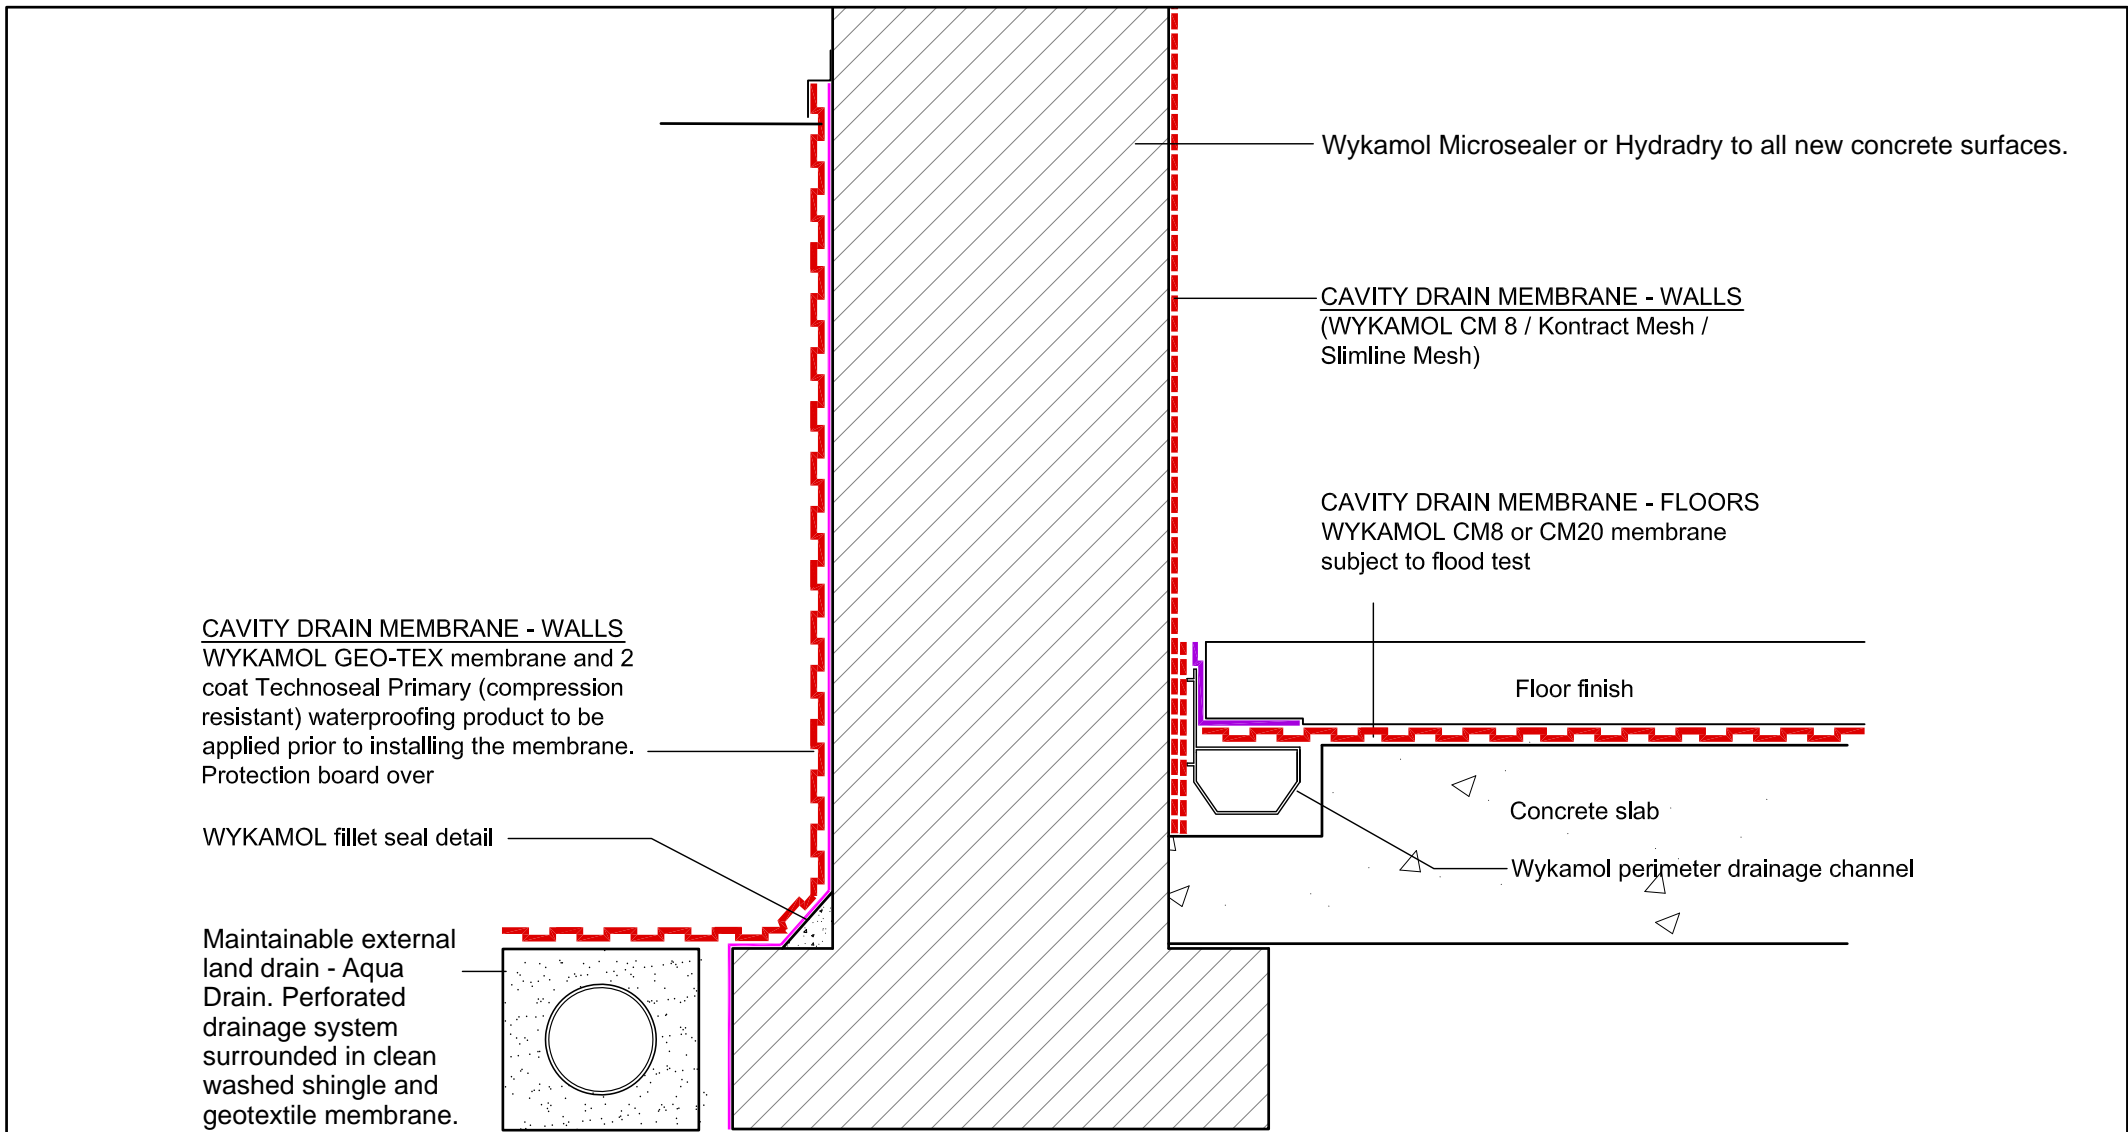 Wykamol Microsealer or Hydradry to all new concrete surfaces.
CAVITY DRAIN MEMBRANE - WALLS
(WYKAMOL CM 8 / Kontract Mesh /
Slimline Mesh)
CAVITY DRAIN MEMBRANE - FLOORS
WYKAMOL CM8 or CM20 membrane
subject to flood test
CAVITY DRAIN MEMBRANE - WALLS
WYKAMOL GEO-TEX membrane and 2
coat Technoseal Primary (compression
resistant) waterproofing product to be
applied prior to installing the membrane.
Protection board over
Floor finish
Concrete slab
WYKAMOL fillet seal detail
Wykamol perimeter drainage channel
Maintainable external
land drain - Aqua
Drain. Perforated
drainage system
surrounded in clean
washed shingle and
geotextile membrane.